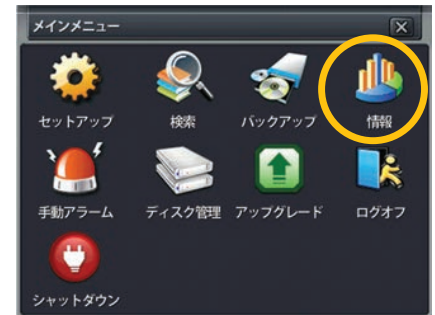 メインメニュー
セットアップ 検索 バックアップ 情報
手動アラーム ディスク管理 アップグレード ログオフ
シャットダウン